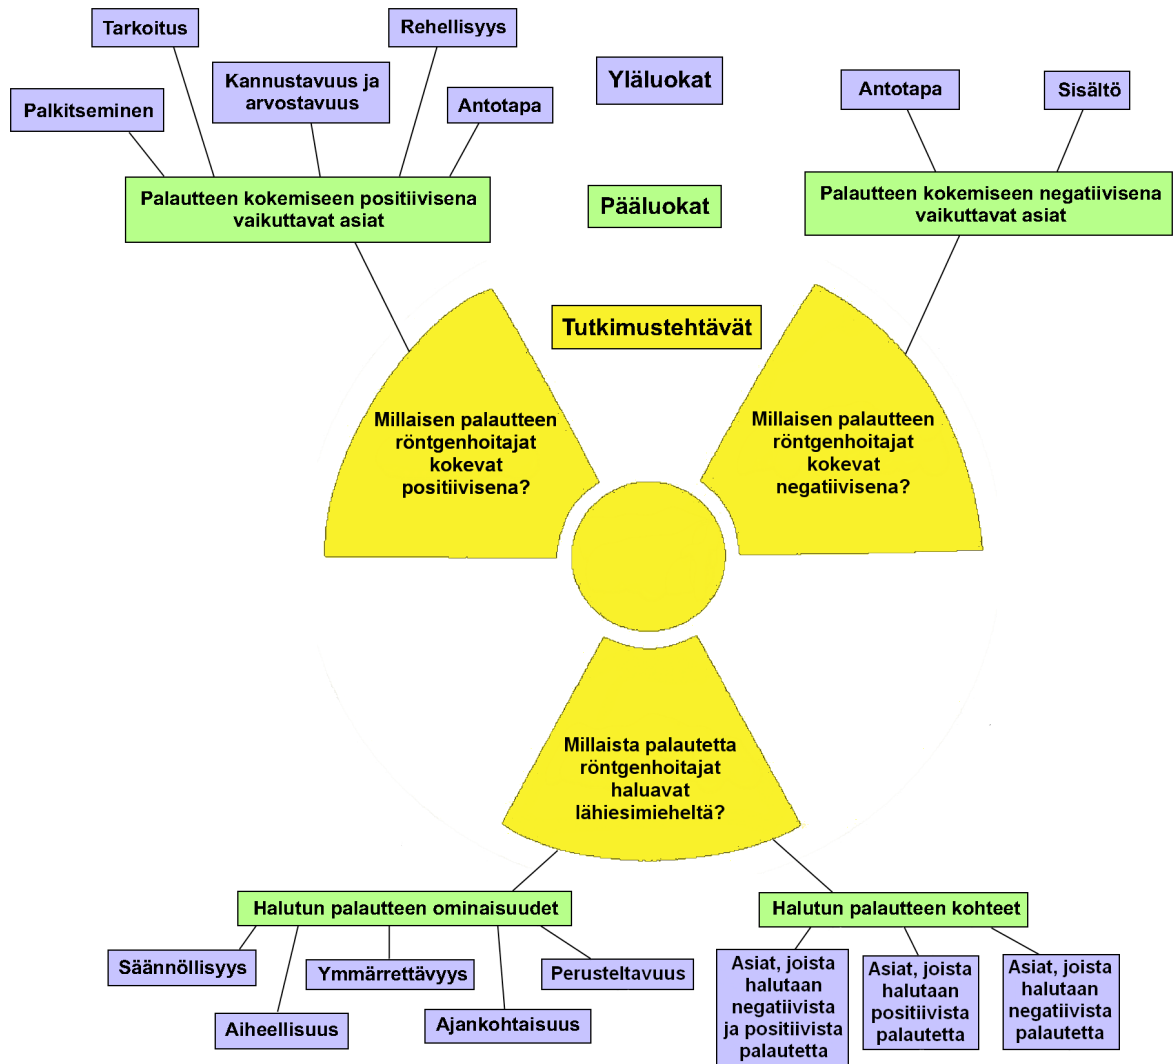 Tarkoitus
Rehellisyys
Palkitseminen
Kannustavuus ja
arvostavuus
Antotapa
Yläluokat
Antotapa
Sisältö
Palautteen kokemiseen positiivisena
vaikuttavat asiat
Pääluokat
Palautteen kokemiseen negatiivisena
vaikuttavat asiat
Tutkimustehtävät
Millaisen palautteen
röntgenhoitajat
kokevat
positiivisena?
Millaisen palautteen
röntgenhoitajat
kokevat
negatiivisena?
Millaista palautetta
röntgenhoitajat
haluavat
lähiesimieheltä?
Halutun palautteen ominaisuudet
Halutun palautteen kohteet
Säännöllisyys
Ymmärrettävyys
Perusteltavuus
Aiheellisuus
Ajankohtaisuus
Asiat, joista
halutaan
negatiivista
ja positiivista
palautetta
Asiat, joista
halutaan
positiivista
palautetta
Asiat, joista
halutaan
negatiivista
palautetta